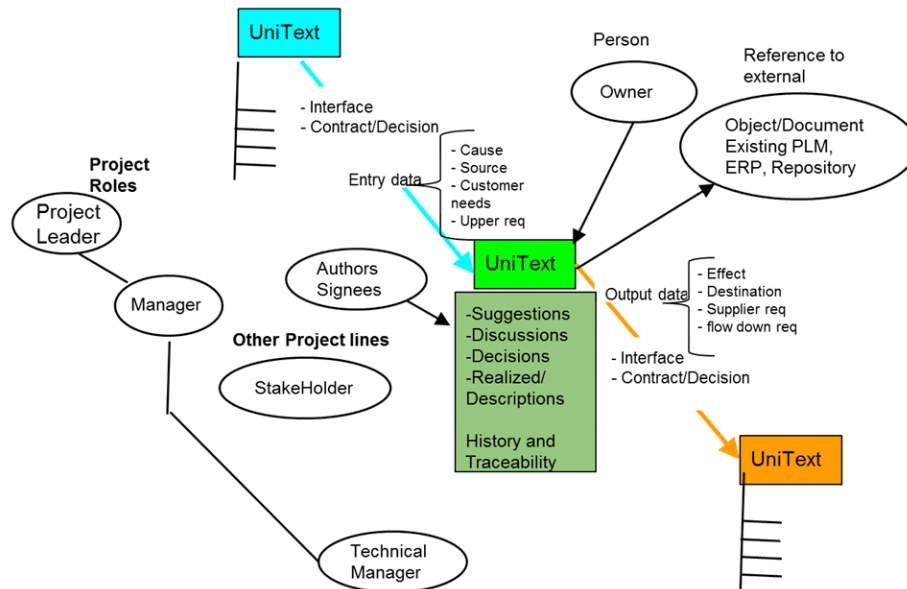 UniText
- Interface
- Contract/Decision
Person
Owner
Reference to
external
Object/Document
Existing PLM,
ERP, Repository
Entry data
- Cause
- Source
- Customer
needs
- Upper req
Project
Roles
Project
Leader
Manager
Authors
Signees
UniText
-Suggestions
-Discussions
-Decisions
-Realized/
Descriptions
History and
Traceability
Output data
- Effect
- Destination
- Supplier req
- flow down req
- Interface
- Contract/Decision
Other Project lines
StakeHolder
UniText
Technical
Manager